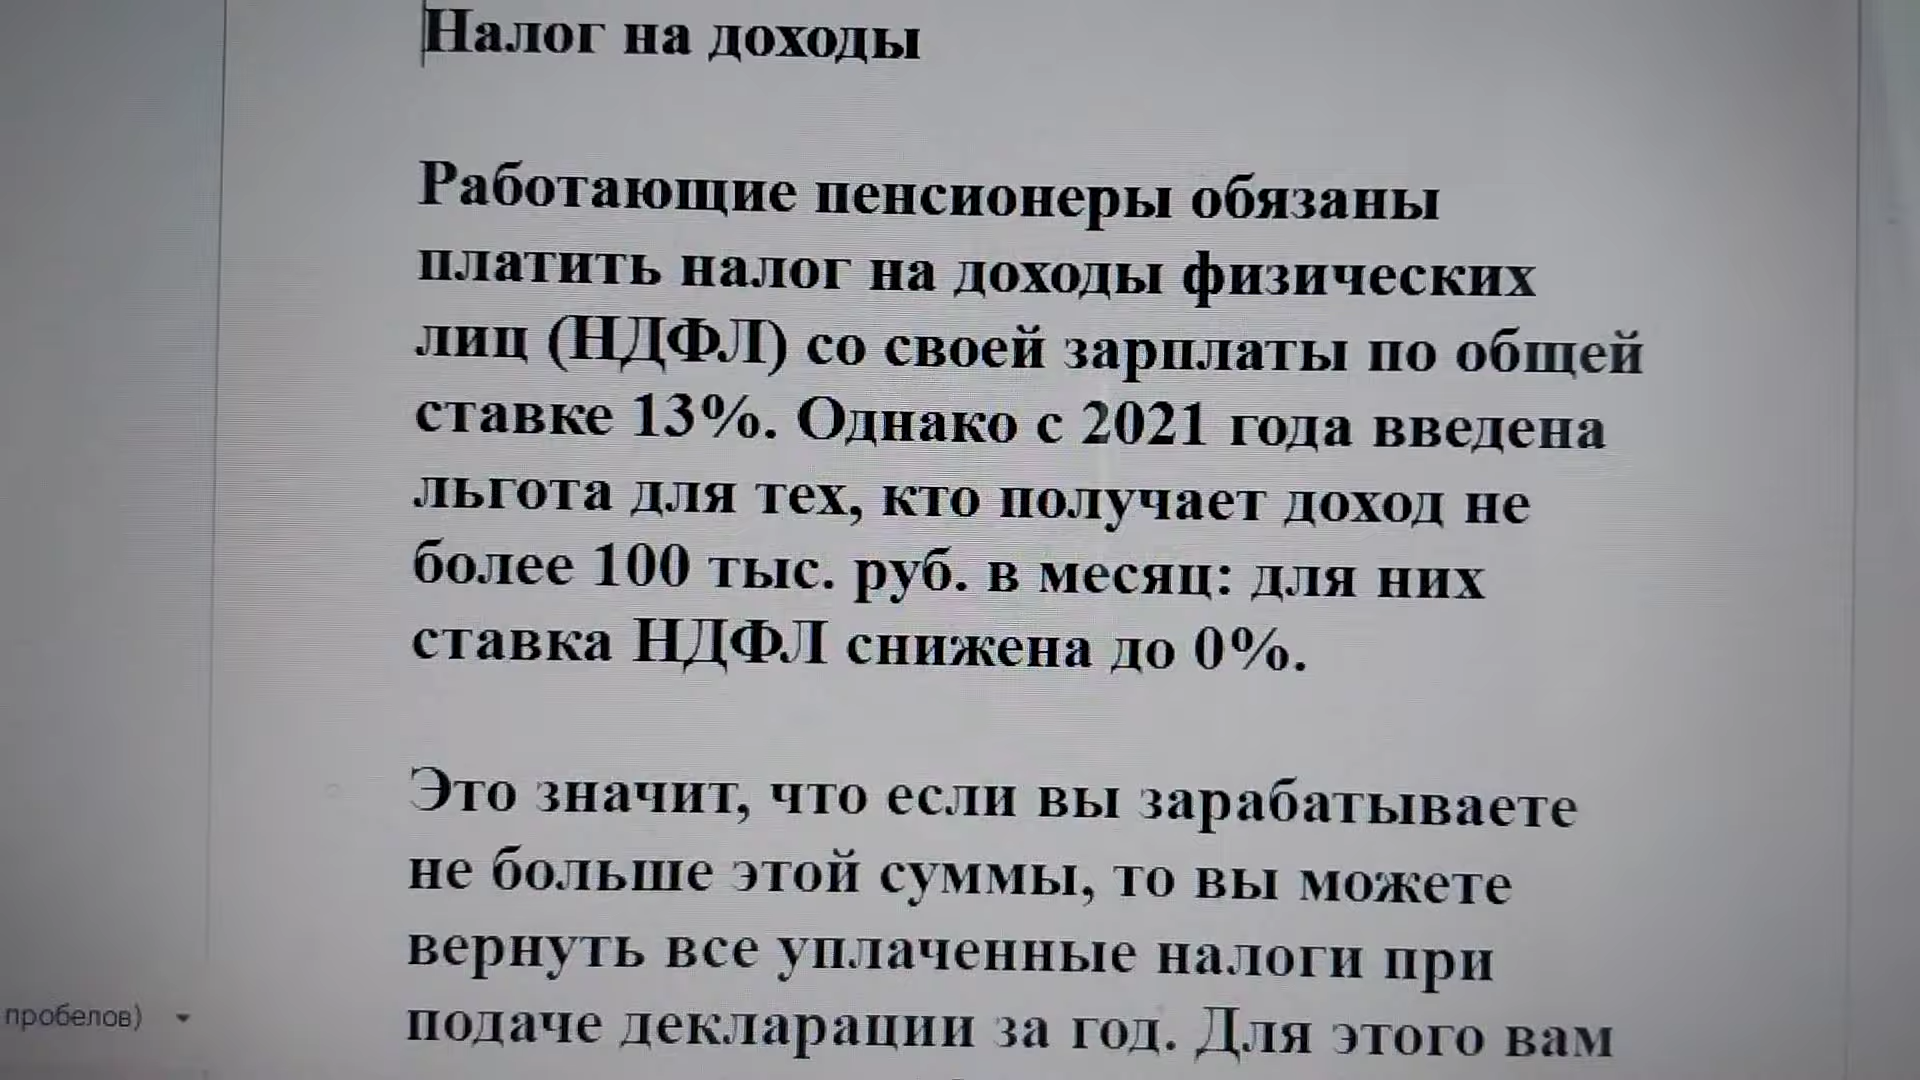 Налог на доходы
Работающие пенсионеры обязаны
платить налог на доходы физических
лиц (НДФЛ) со своей зарплаты по общей
ставке 13%. Однако с 2021 года введена
льгота для тех, кто получает доход не
более 100 тыс. руб. в месяц: для них
ставка НДФЛ снижена до 0%.
Это значит, что если вы зарабатываете
не больше этой суммы, то вы можете
вернуть все уплаченные налоги при
подаче декларации за год. Для этого вам
пробелов)